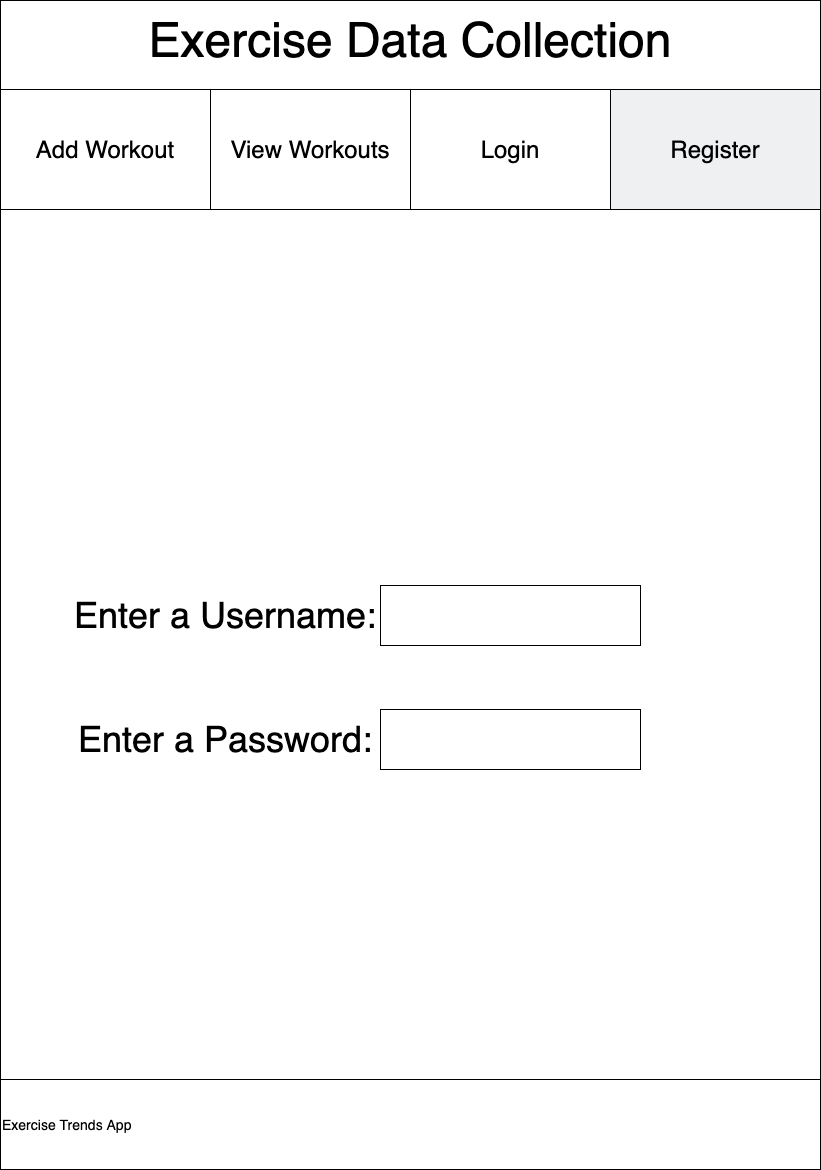 Exercise Data Collection
Add Workout
View Workouts
Login
Register
Enter a Username:
Enter a Password:
Exercise Trends App